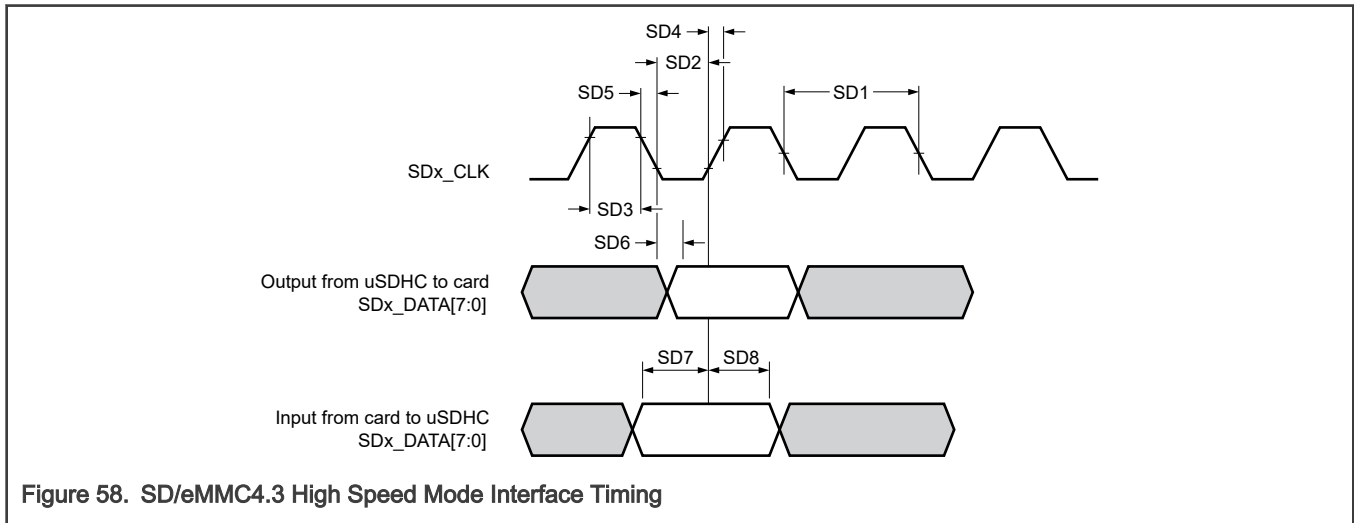 SD4
SD2
SD5
SD1
SDx_CLK
SD3
SD6
Output from uSDHC to card
SDx_DATA[7:0]
SD7
SD8
Input from card to uSDHC
SDx_DATA[7:0]
Figure 58. SD/eMMC4.3 High Speed Mode Interface Timing